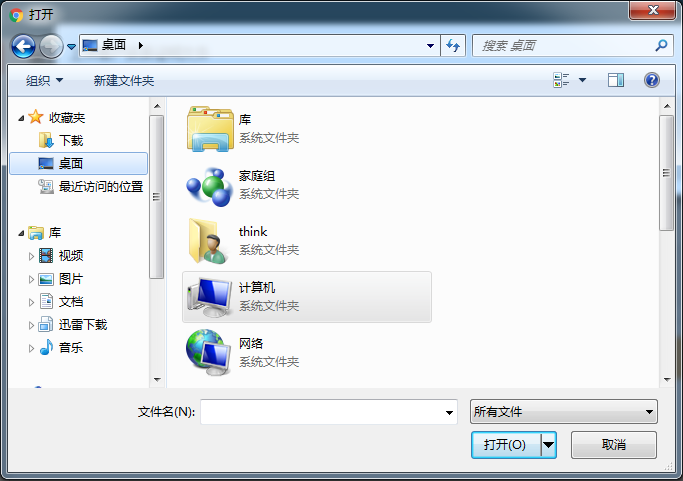 打开
桌面
搜索 桌面
组织
新建文件夹
收藏夹
下载
桌面
最近访问的位置
库
视频
图片
文档
迅雷下载
音乐
库
系统文件夹
家庭组
系统文件夹
think
系统文件夹
计算机
系统文件夹
网络
系统文件夹
文件名(N):
所有文件
打开(O)
取消